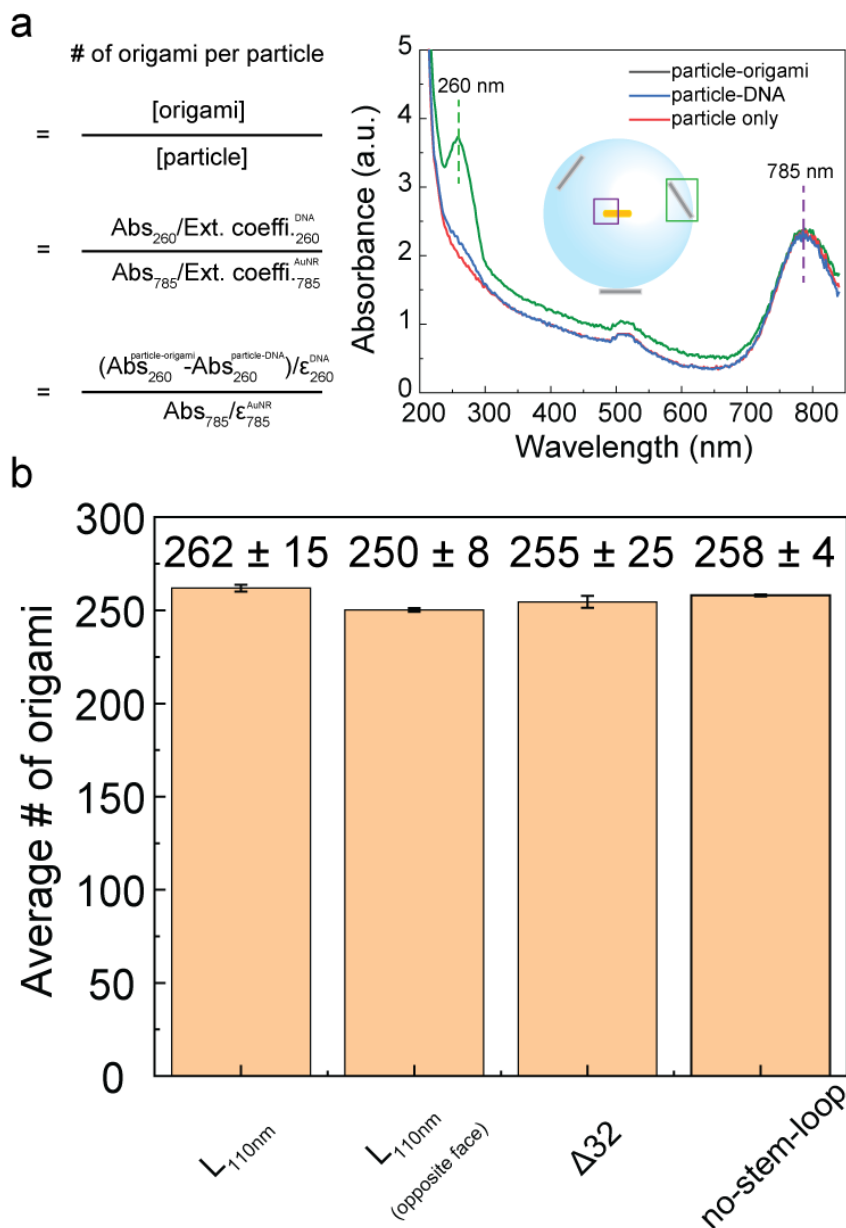 a
# of origami per particle
= [origami]
[particle]
= Abs260/Ext. coeffi.260DNA
Abs785/Ext. coeffi.785AuNR
= (Abs260particle-origami-Abs260particle-DNA)/ε260DNA
Abs785/ε785AuNR
Absorbance (a.u.)
5
4
3
2
1
0
260 nm
particle-origami
particle-DNA
particle only
785 nm
200 300 400 500 600 700 800
Wavelength (nm)
b
Average # of origami
300
250
200
150
100
50
0
262 ± 15 250 ± 8 255 ± 25 258 ± 4
L110nm
L110nm
(opposite face)
Δ32
no-stem-loop